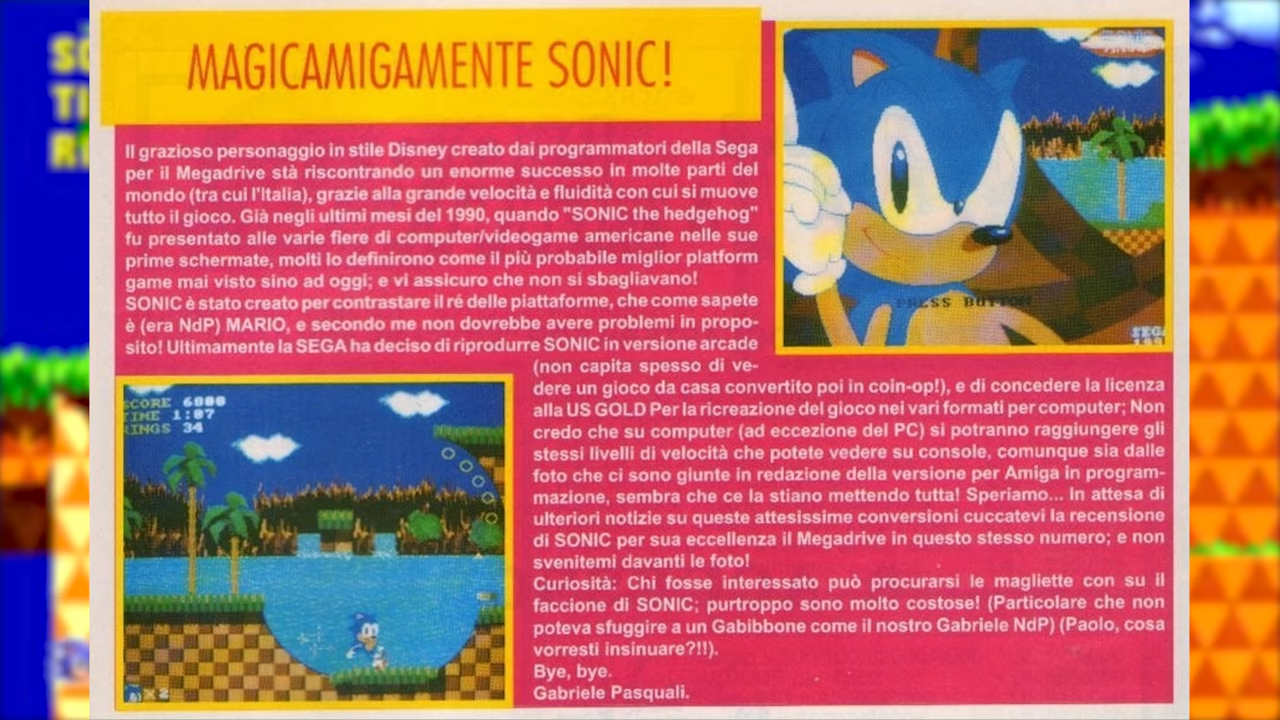 MAGICAMIGAMENTE SONIC!
Il grazioso personaggio in stile Disney creato dai programmatori della Sega
per il Megadrive stà riscontrando un enorme successo in molte parti del
mondo (tra cui l'Italia), grazie alla grande velocità e fluidità con cui si muove
tutto il gioco. Già negli ultimi mesi del 1990, quando "SONIC the hedgehog"
fu presentato alle varie fiere di computer/videogame americane nelle sue
prime schermate, molti lo definirono come il più probabile miglior platform
game mai visto sino ad oggi; e vi assicuro che non si sbagliavano!
SONIC è stato creato per contrastare il ré delle piattaforme, che come sapete
è (era NdP) MARIO, e secondo me non dovrebbe avere problemi in propo-
sito! Ultimamente la SEGA ha deciso di riprodurre SONIC in versione arcade
(non capita spesso di ve-
dere un gioco da casa convertito poi in coin-op!), e di concedere la licenza
alla US GOLD Per la ricreazione del gioco nei vari formati per computer; Non
credo che su computer (ad eccezione del PC) si potranno raggiungere gli
stessi livelli di velocità che potete vedere su console, comunque sia dalle
foto che ci sono giunte in redazione della versione per Amiga in program-
mazione, sembra che ce la stiano mettendo tutta! Speriamo... In attesa di
ulteriori notizie su queste attesissime conversioni cuccatevi la recensione
di SONIC per sua eccellenza il Megadrive in questo stesso numero; e non
svenitemi davanti le foto!
Curiosità: Chi fosse interessato può procurarsi le magliette con su il
faccione di SONIC; purtroppo sono molto costose! (Particolare che non
poteva sfuggire a un Gabibbone come il nostro Gabriele NdP) (Paolo, cosa
vorresti insinuare?!!).
Bye, bye.
Gabriele Pasquali.
PRESS BUTTON
SEGA
SCORE 6800
TIME 1:07
RINGS 34
× 2